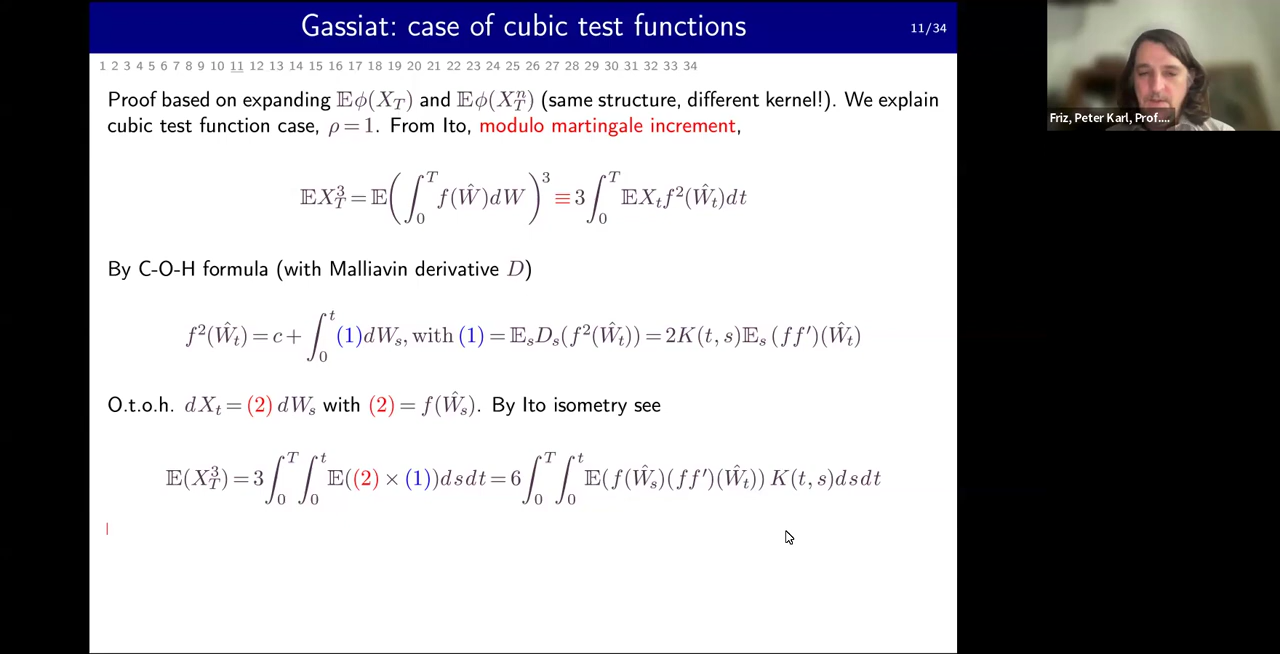 Gassiat: case of cubic test functions
11/34
1 2 3 4 5 6 7 8 9 10 11 12 13 14 15 16 17 18 19 20 21 22 23 24 25 26 27 28 29 30 31 32 33 34
Proof based on expanding 𝔼ϕ(X_T) and 𝔼ϕ(X_T^n) (same structure, different kernel!). We explain
cubic test function case, ρ=1. From Ito, modulo martingale increment,
𝔼X_T^3 = 𝔼(∫_0^T f(Ŵ)dW)^3 ≡ 3∫_0^T 𝔼X_t f^2(Ŵ_t)dt
By C-O-H formula (with Malliavin derivative D)
f^2(Ŵ_t) = c + ∫_0^t (1)dW_s, with (1) = 𝔼_s D_s(f^2(Ŵ_t)) = 2K(t, s)𝔼_s (ff′)(Ŵ_t)
O.t.o.h. dX_t = (2) dW_s with (2) = f(Ŵ_s). By Ito isometry see
𝔼(X_T^3) = 3∫_0^T ∫_0^t 𝔼((2) × (1))dsdt = 6∫_0^T ∫_0^t 𝔼(f(Ŵ_s)(ff′)(Ŵ_t)) K(t, s)dsdt
Friz, Peter Karl, Prof....